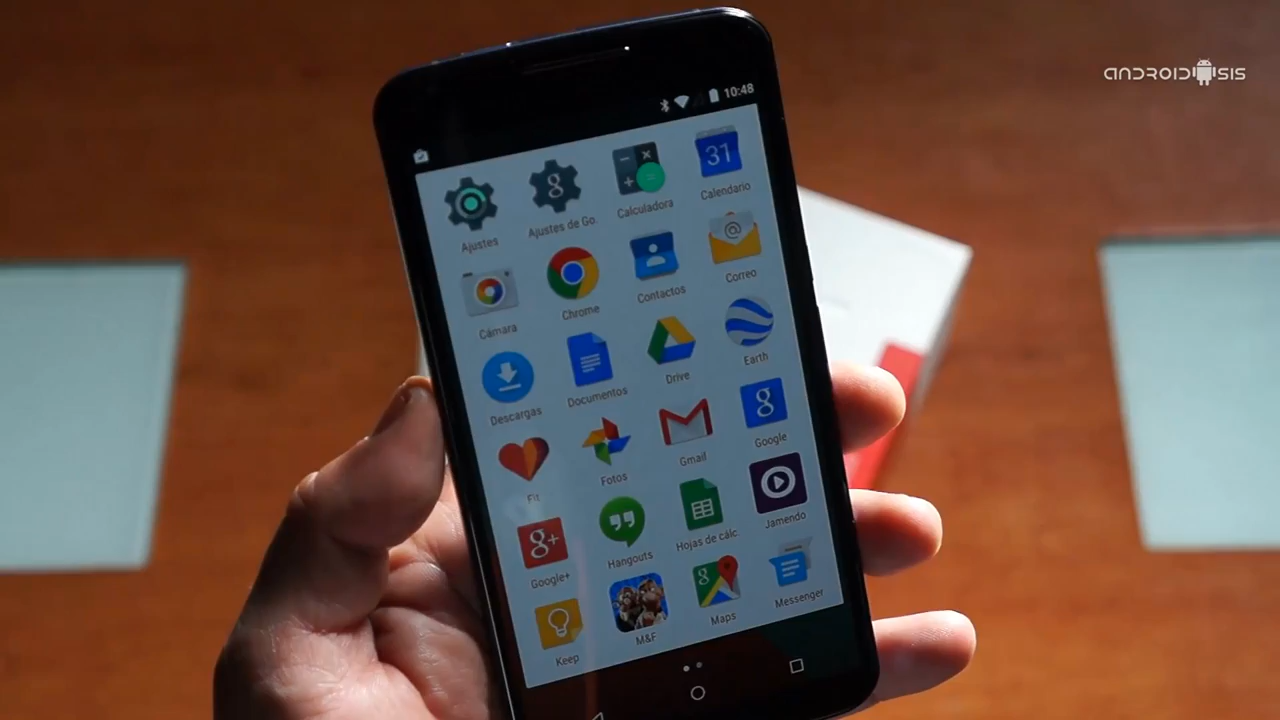 ANDROIDSIS
10:48
Ajustes
Ajustes de Go.
Calculadora
31
Calendario
Cámara
Chrome
Contactos
@
Correo
Descargas
Documentos
Drive
Earth
Fit
Fotos
M
Gmail
g
Google
g+
Google+
Hangouts
Hojas de cálc.
Jamendo
Keep
M&F
g
Maps
Messenger